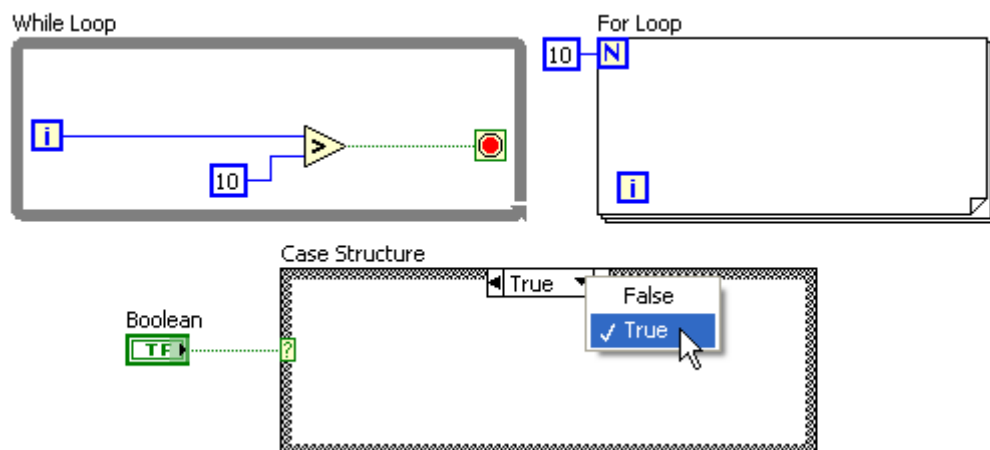 While Loop
i
>
10
For Loop
10
N
i
Case Structure
True
False
✓ True
Boolean
TF
?